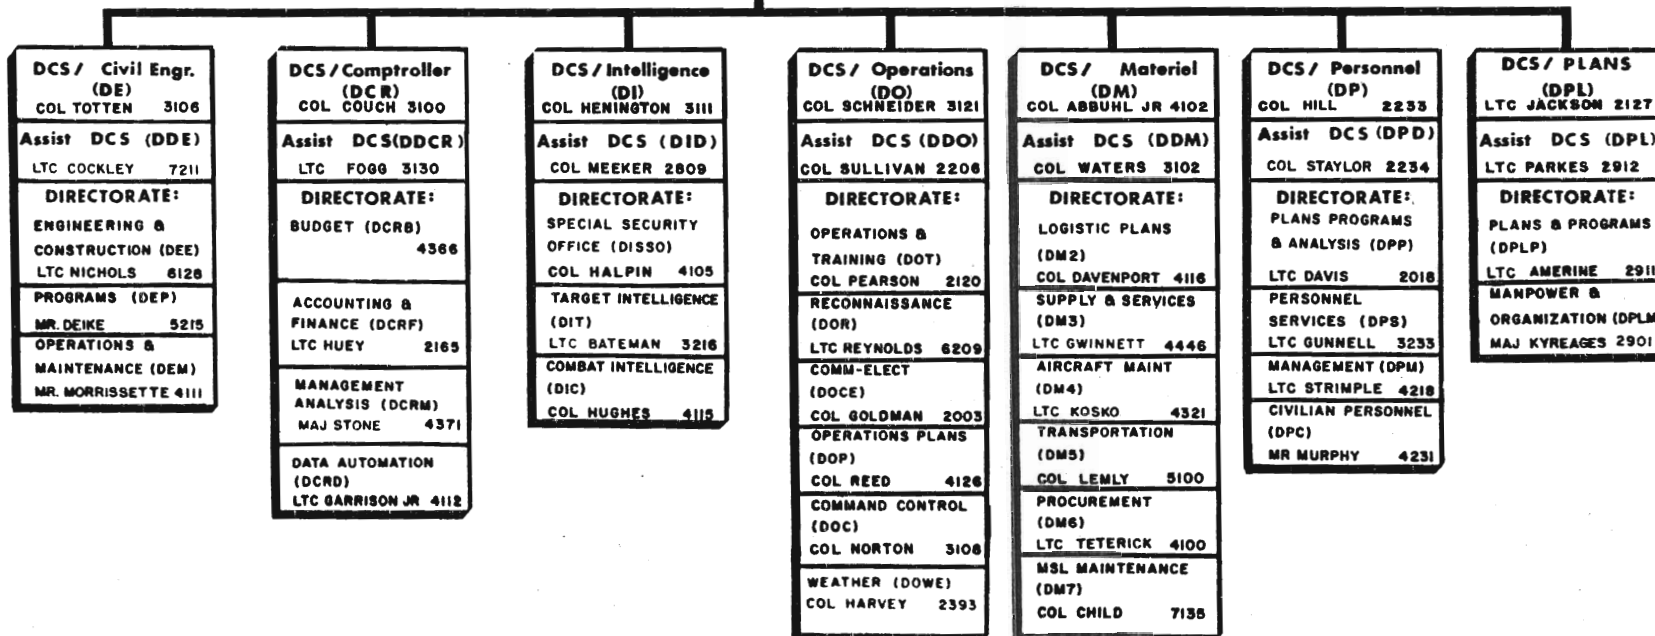 DCS/ Civil Engr.
(DE)
COL TOTTEN 3106
Assist DCS (DDE)
LTC COCKLEY 7211
DIRECTORATE:
ENGINEERING &
CONSTRUCTION (DEE)
LTC NICHOLS 6126
PROGRAMS (DEP)
MR. DEIKE 5215
OPERATIONS &
MAINTENANCE (DEM)
MR. MORRISSETTE 4111
DCS/Comptroller
(DCR)
COL COUCH 3100
Assist DCS(DDCR)
LTC FOGG 3130
DIRECTORATE:
BUDGET (DCRB)
4366
ACCOUNTING &
FINANCE (DCRF)
LTC HUEY 2165
MANAGEMENT
ANALYSIS (DCRM)
MAJ STONE 4371
DATA AUTOMATION
(DCRD)
LTC GARRISON JR 4112
DCS/Intelligence
(DI)
COL HENINGTON 3111
Assist DCS (DID)
COL MEEKER 2809
DIRECTORATE:
SPECIAL SECURITY
OFFICE (DISSO)
COL HALPIN 4105
TARGET INTELLIGENCE
(DIT)
LTC BATEMAN 3216
COMBAT INTELLIGENCE
(DIC)
COL HUGHES 4115
DCS/ Operations
(DO)
COL SCHNEIDER 3121
Assist DCS (DDO)
COL SULLIVAN 2206
DIRECTORATE:
OPERATIONS &
TRAINING (DOT)
COL PEARSON 2120
RECONNAISSANCE
(DOR)
LTC REYNOLDS 6209
COMM-ELECT
(DOCE)
COL GOLDMAN 2003
OPERATIONS PLANS
(DOP)
COL REED 4126
COMMAND CONTROL
(DOC)
COL NORTON 3108
WEATHER (DOWE)
COL HARVEY 2393
DCS/ Materiel
(DM)
COL ABBUHL JR 4102
Assist DCS (DDM)
COL WATERS 3102
DIRECTORATE:
LOGISTIC PLANS
(DM2)
COL DAVENPORT 4116
SUPPLY & SERVICES
(DM3)
LTC GWINNETT 4446
AIRCRAFT MAINT
(DM4)
LTC KOSKO 4321
TRANSPORTATION
(DM5)
COL LEMLY 5100
PROCUREMENT
(DM6)
LTC TETERICK 4100
MSL MAINTENANCE
(DM7)
COL CHILD 7135
DCS/ Personnel
(DP)
COL HILL 2233
Assist DCS (DPD)
COL STAYLOR 2234
DIRECTORATE:
PLANS PROGRAMS
& ANALYSIS (DPP)
LTC DAVIS 2018
PERSONNEL
SERVICES (DPS)
LTC GUNNELL 3233
MANAGEMENT (DPM)
LTC STRIMPLE 4218
CIVILIAN PERSONNEL
(DPC)
MR MURPHY 4231
DCS/ PLANS
(DPL)
LTC JACKSON 2127
Assist DCS (DPL)
LTC PARKES 2912
DIRECTORATE:
PLANS & PROGRAMS
(DPLP)
LTC AMERINE 2911
MANPOWER &
ORGANIZATION (DPLM
MAJ KYREAGES 2901